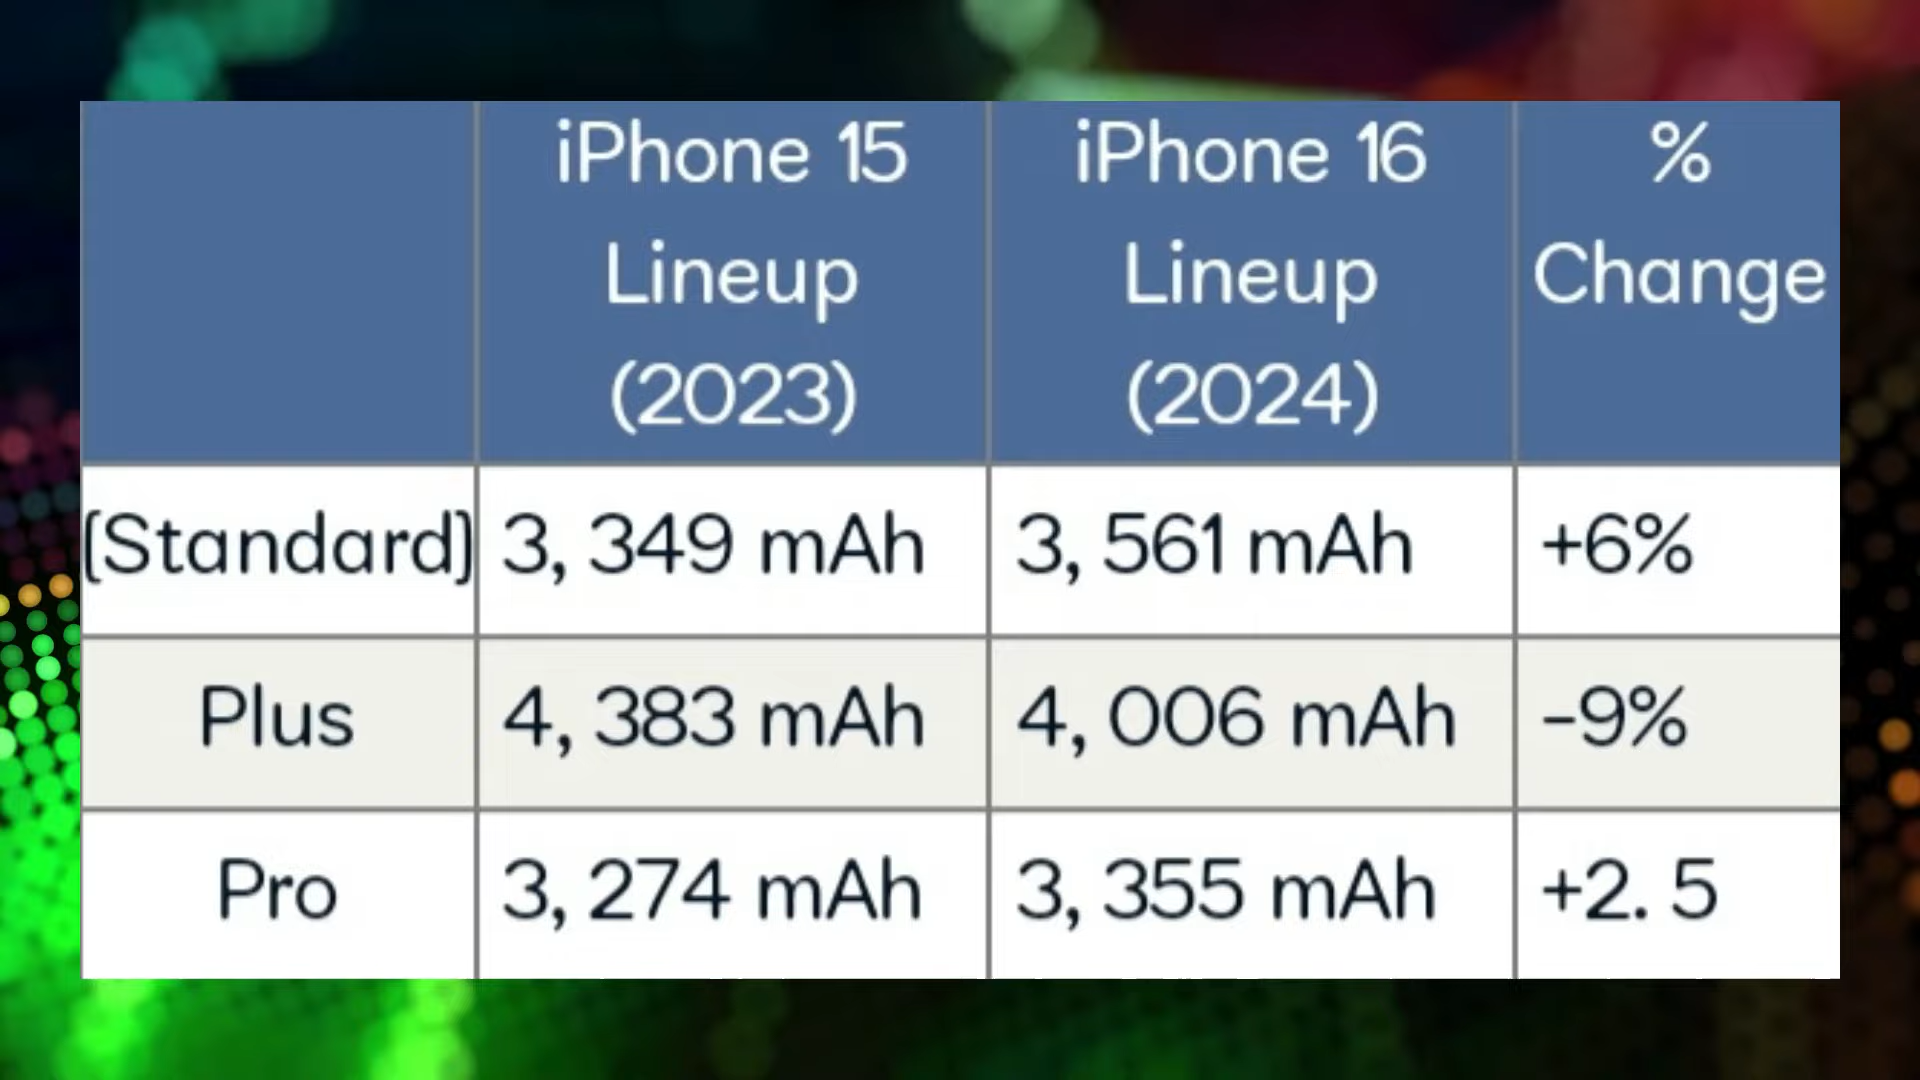 iPhone 15 Lineup (2023)
iPhone 16 Lineup (2024)
% Change
(Standard) 3, 349 mAh 3, 561 mAh +6%
Plus 4, 383 mAh 4, 006 mAh -9%
Pro 3, 274 mAh 3, 355 mAh +2. 5